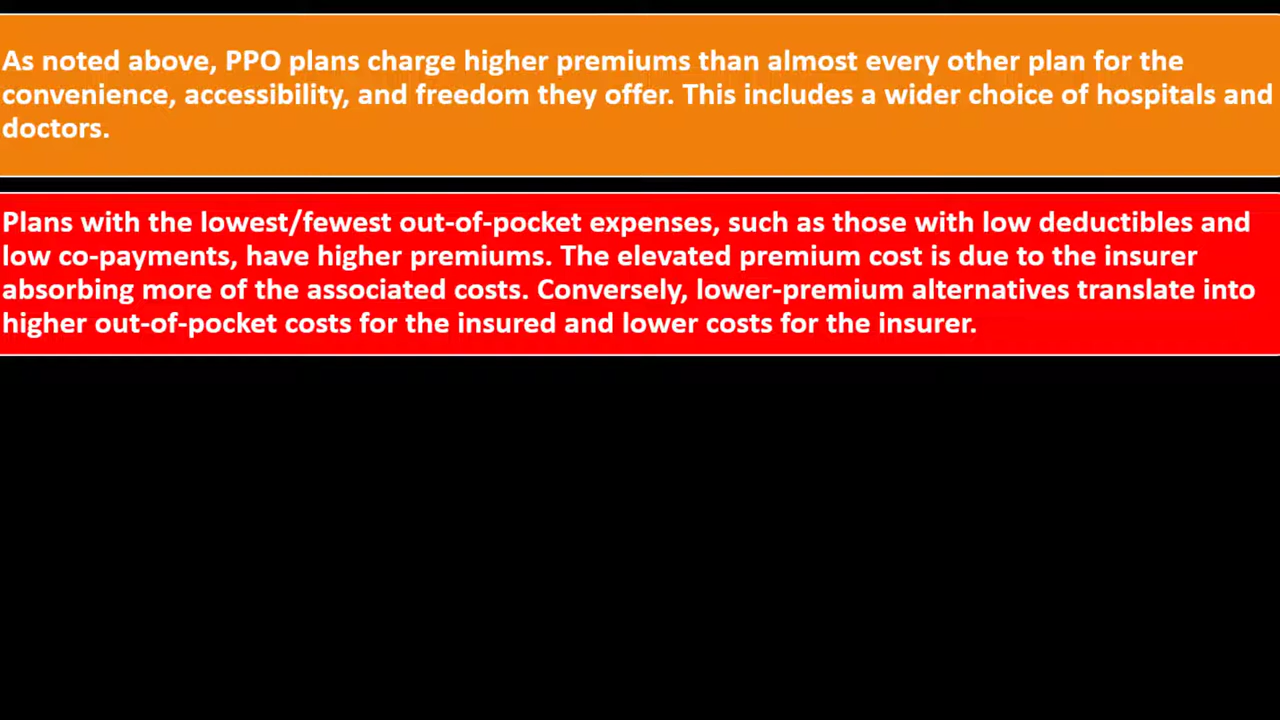 As noted above, PPO plans charge higher premiums than almost every other plan for the
convenience, accessibility, and freedom they offer. This includes a wider choice of hospitals and
doctors.
Plans with the lowest/fewest out-of-pocket expenses, such as those with low deductibles and
low co-payments, have higher premiums. The elevated premium cost is due to the insurer
absorbing more of the associated costs. Conversely, lower-premium alternatives translate into
higher out-of-pocket costs for the insured and lower costs for the insurer.